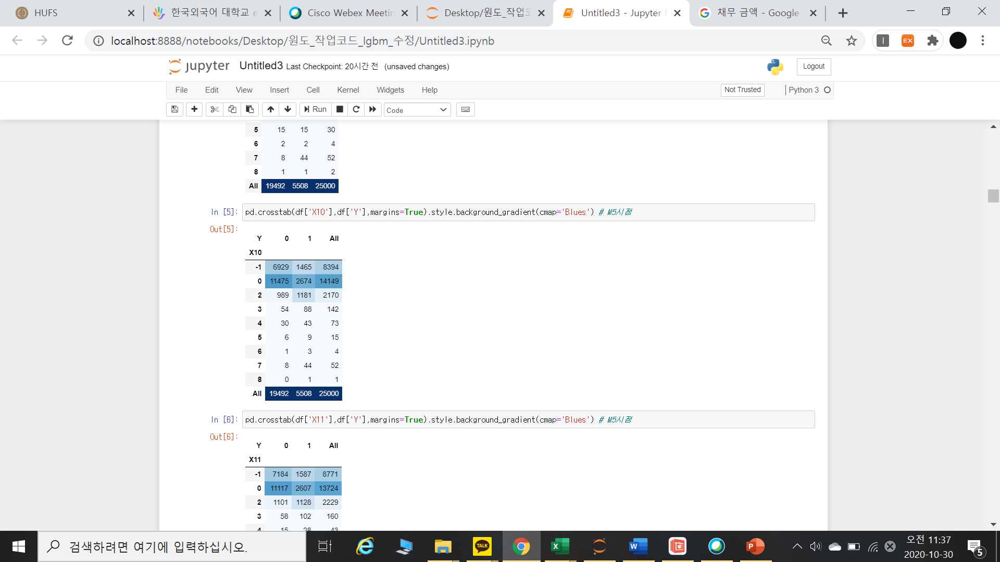 HUFS
한국외국어 대학교 e
Cisco Webex Meetin
Desktop/원도_작업코
Untitled3 - Jupyter N
채무 금액 - Google
localhost:8888/notebooks/Desktop/원도_작업코드_lgbm_수정/Untitled3.ipynb
EX
jupyter Untitled3 Last Checkpoint: 20시간 전 (unsaved changes)
Logout
File Edit View Insert Cell Kernel Widgets Help
Not Trusted
Python 3
Run
Code
5 15 15 30
6 2 2 4
7 8 44 52
8 1 1 2
All 19492 5508 25000
In [5]: pd.crosstab(df['X10'],df['Y'],margins=True).style.background_gradient(cmap='Blues') # M5시점
Out[5]:
Y 0 1 All
X10
-1 6929 1465 8394
0 11475 2674 14149
2 989 1181 2170
3 54 88 142
4 30 43 73
5 6 9 15
6 1 3 4
7 8 44 52
8 0 1 1
All 19492 5508 25000
In [6]: pd.crosstab(df['X11'],df['Y'],margins=True).style.background_gradient(cmap='Blues') # M5시점
Out[6]:
Y 0 1 All
X11
-1 7184 1587 8771
0 11117 2607 13724
2 1101 1128 2229
3 58 102 160
4 15 28 43
검색하려면 여기에 입력하십시오.
TALK
오전 11:37
2020-10-30
5